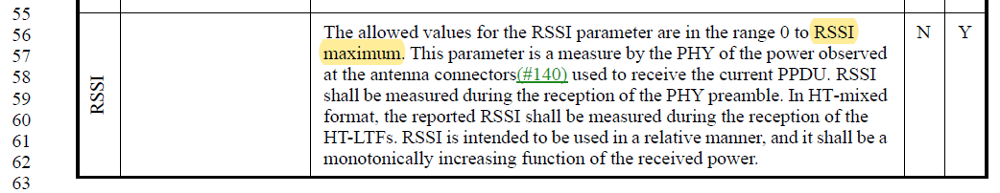 55
56
57
58
59
60
61
62
63
RSSI
The allowed values for the RSSI parameter are in the range 0 to RSSI
maximum. This parameter is a measure by the PHY of the power observed
at the antenna connectors(#140) used to receive the current PPDU. RSSI
shall be measured during the reception of the PHY preamble. In HT-mixed
format, the reported RSSI shall be measured during the reception of the
HT-LTFs. RSSI is intended to be used in a relative manner, and it shall be a
monotonically increasing function of the received power.
N
Y